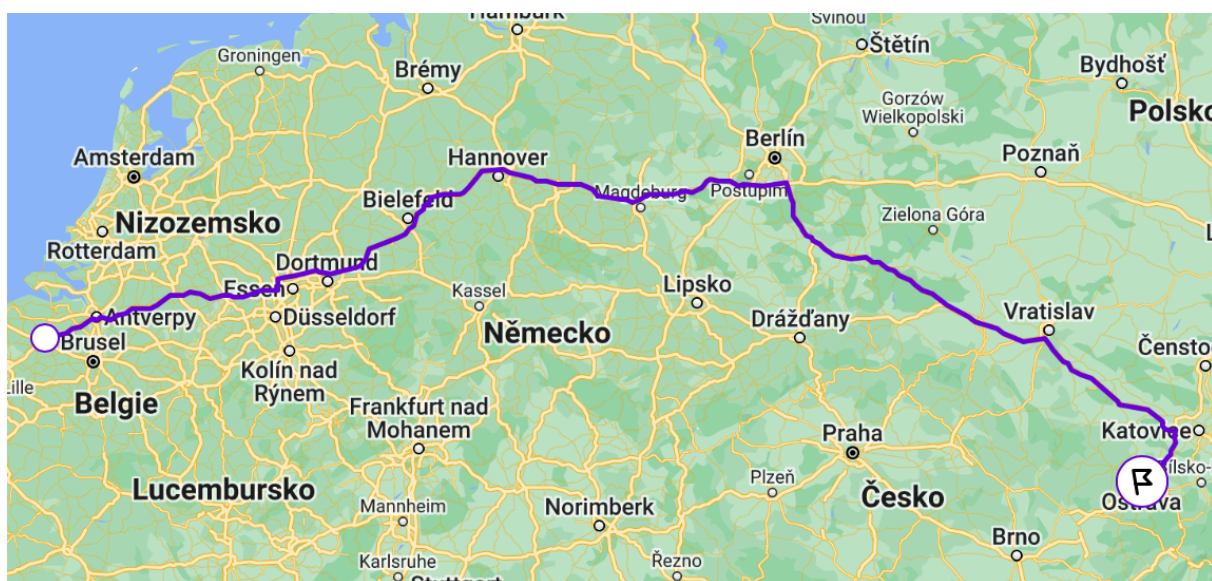 Hamburk
Svinou
Groningen
Štětín
Brémy
Bydhošť
Gorzów
Wielkopolski
Polsko
Amsterdam
Hannover
Berlín
Poznaň
Bielefeld
Magdeburg
Postupim
Nizozemsko
Zielona Góra
Rotterdam
Dortmund
Essen
Kassel
Lipsko
Antverpy
Düsseldorf
Německo
Drážďany
Vratislav
Brusel
Kolín nad
Rýnem
Lille
Belgie
Frankfurt nad
Mohanem
Praha
Katovice
Lucembursko
Plzeň
Česko
Ostrava
Mannheim
Norimberk
Brno
Karlsruhe
Řezno